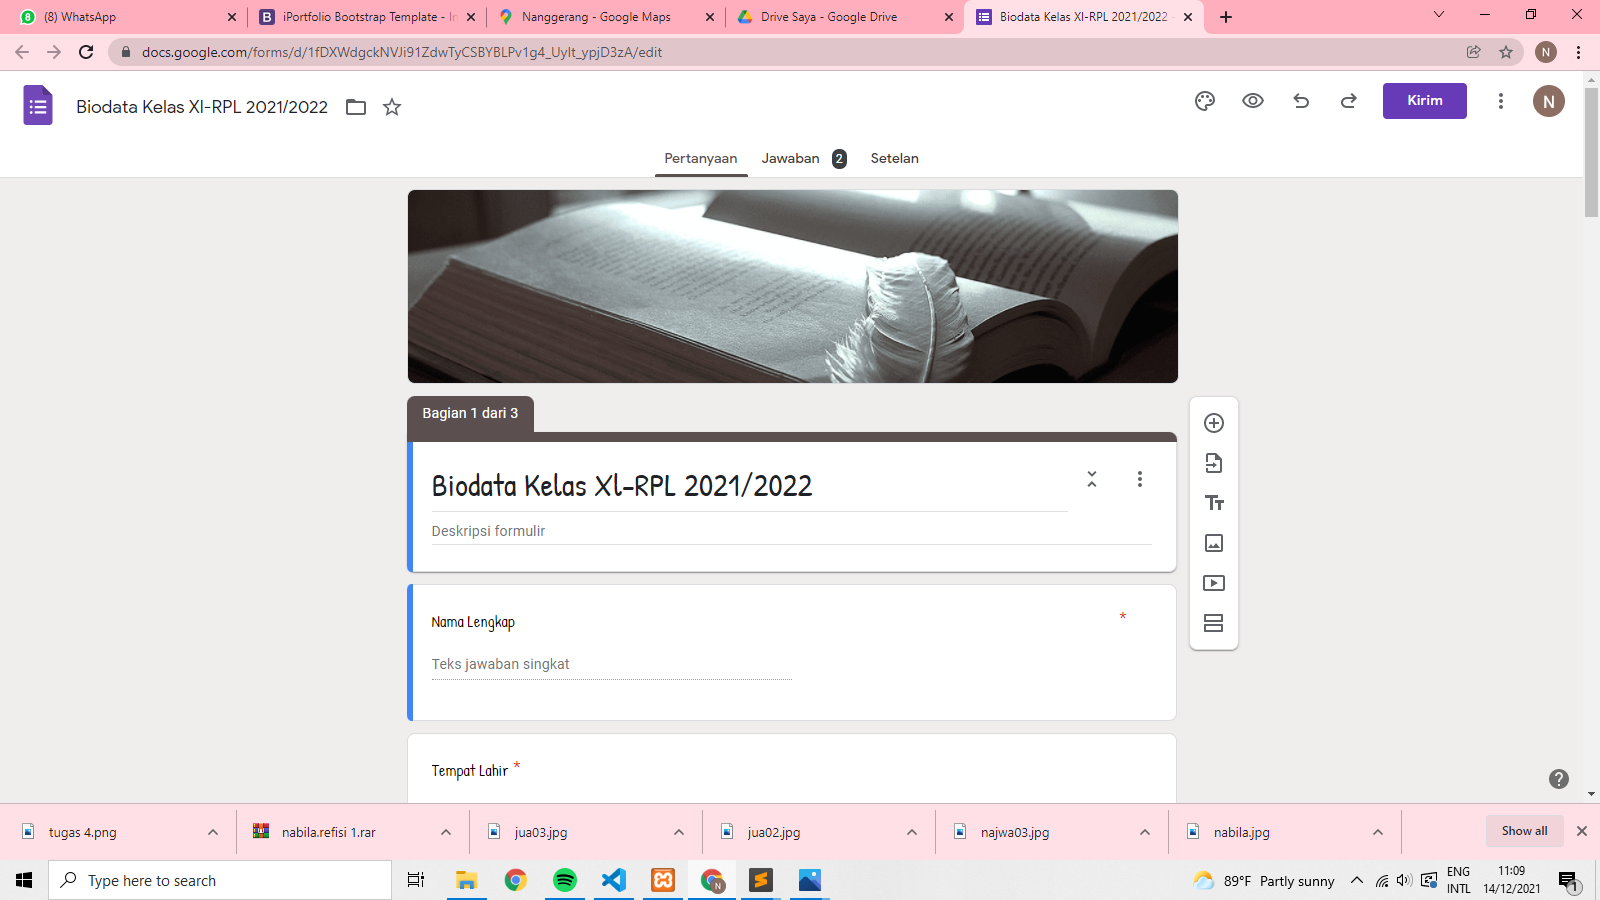 (8) WhatsApp
iPortfolio Bootstrap Template - In
Nanggerang - Google Maps
Drive Saya - Google Drive
Biodata Kelas XI-RPL 2021/2022 -
docs.google.com/forms/d/1fDXWdgckNVJi91ZdwTyCSBYBLPv1g4_Uylt_ypjD3zA/edit
N
Biodata Kelas Xl-RPL 2021/2022
Kirim
N
Pertanyaan
Jawaban 2
Setelan
Bagian 1 dari 3
Biodata Kelas Xl-RPL 2021/2022
Deskripsi formulir
Nama Lengkap *
Teks jawaban singkat
Tempat Lahir *
tugas 4.png
nabila.refisi 1.rar
jua03.jpg
jua02.jpg
najwa03.jpg
nabila.jpg
Show all
Type here to search
89°F Partly sunny
ENG
INTL
11:09
14/12/2021
1